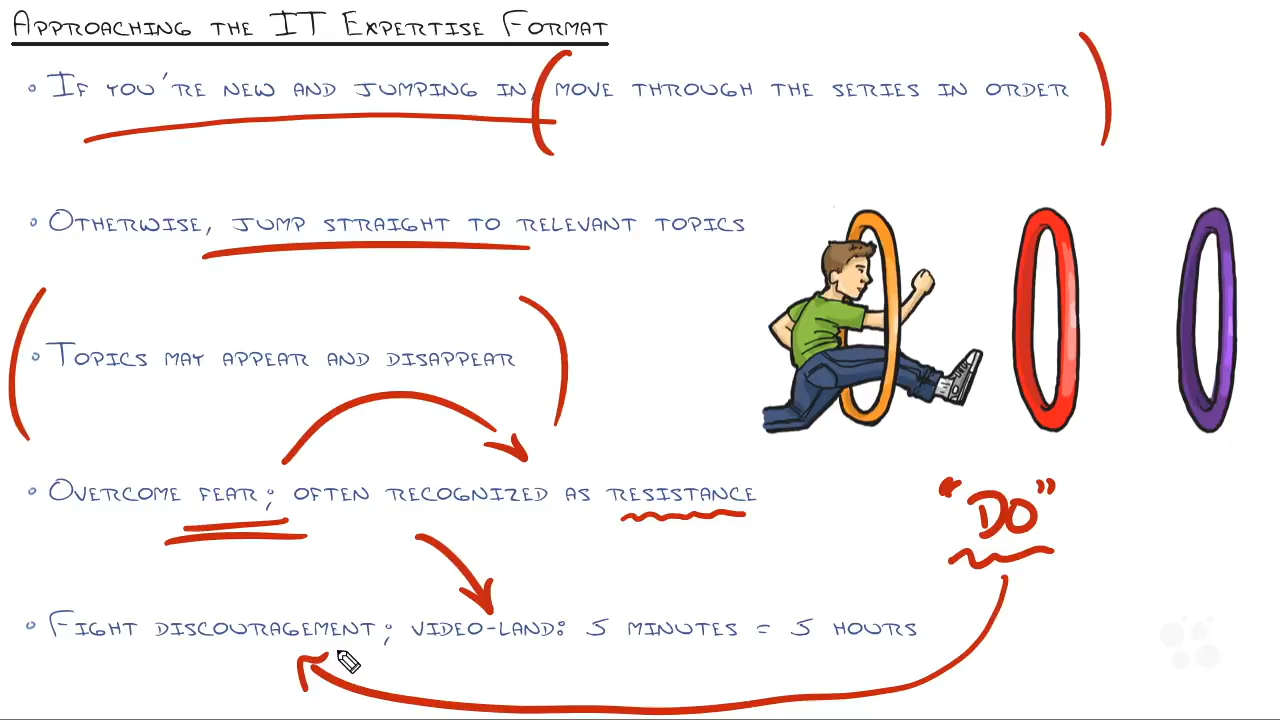 Approaching the IT Expertise Format
If you're new and jumping in, move through the series in order
Otherwise, jump straight to relevant topics
Topics may appear and disappear
Overcome fear; often recognized as resistance
"DO"
Fight discouragement; video-land: 5 minutes = 5 hours